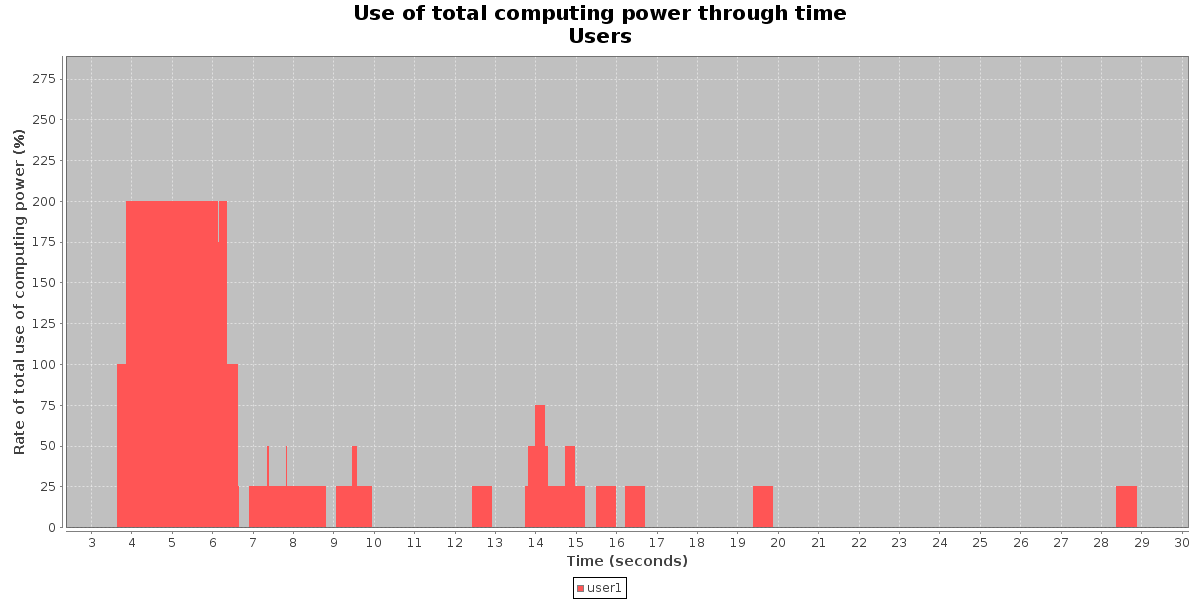 Use of total computing power through time
Users
Rate of total use of computing power (%)
275
250
225
200
175
150
125
100
75
50
25
0
3 4 5 6 7 8 9 10 11 12 13 14 15 16 17 18 19 20 21 22 23 24 25 26 27 28 29 30
Time (seconds)
user1